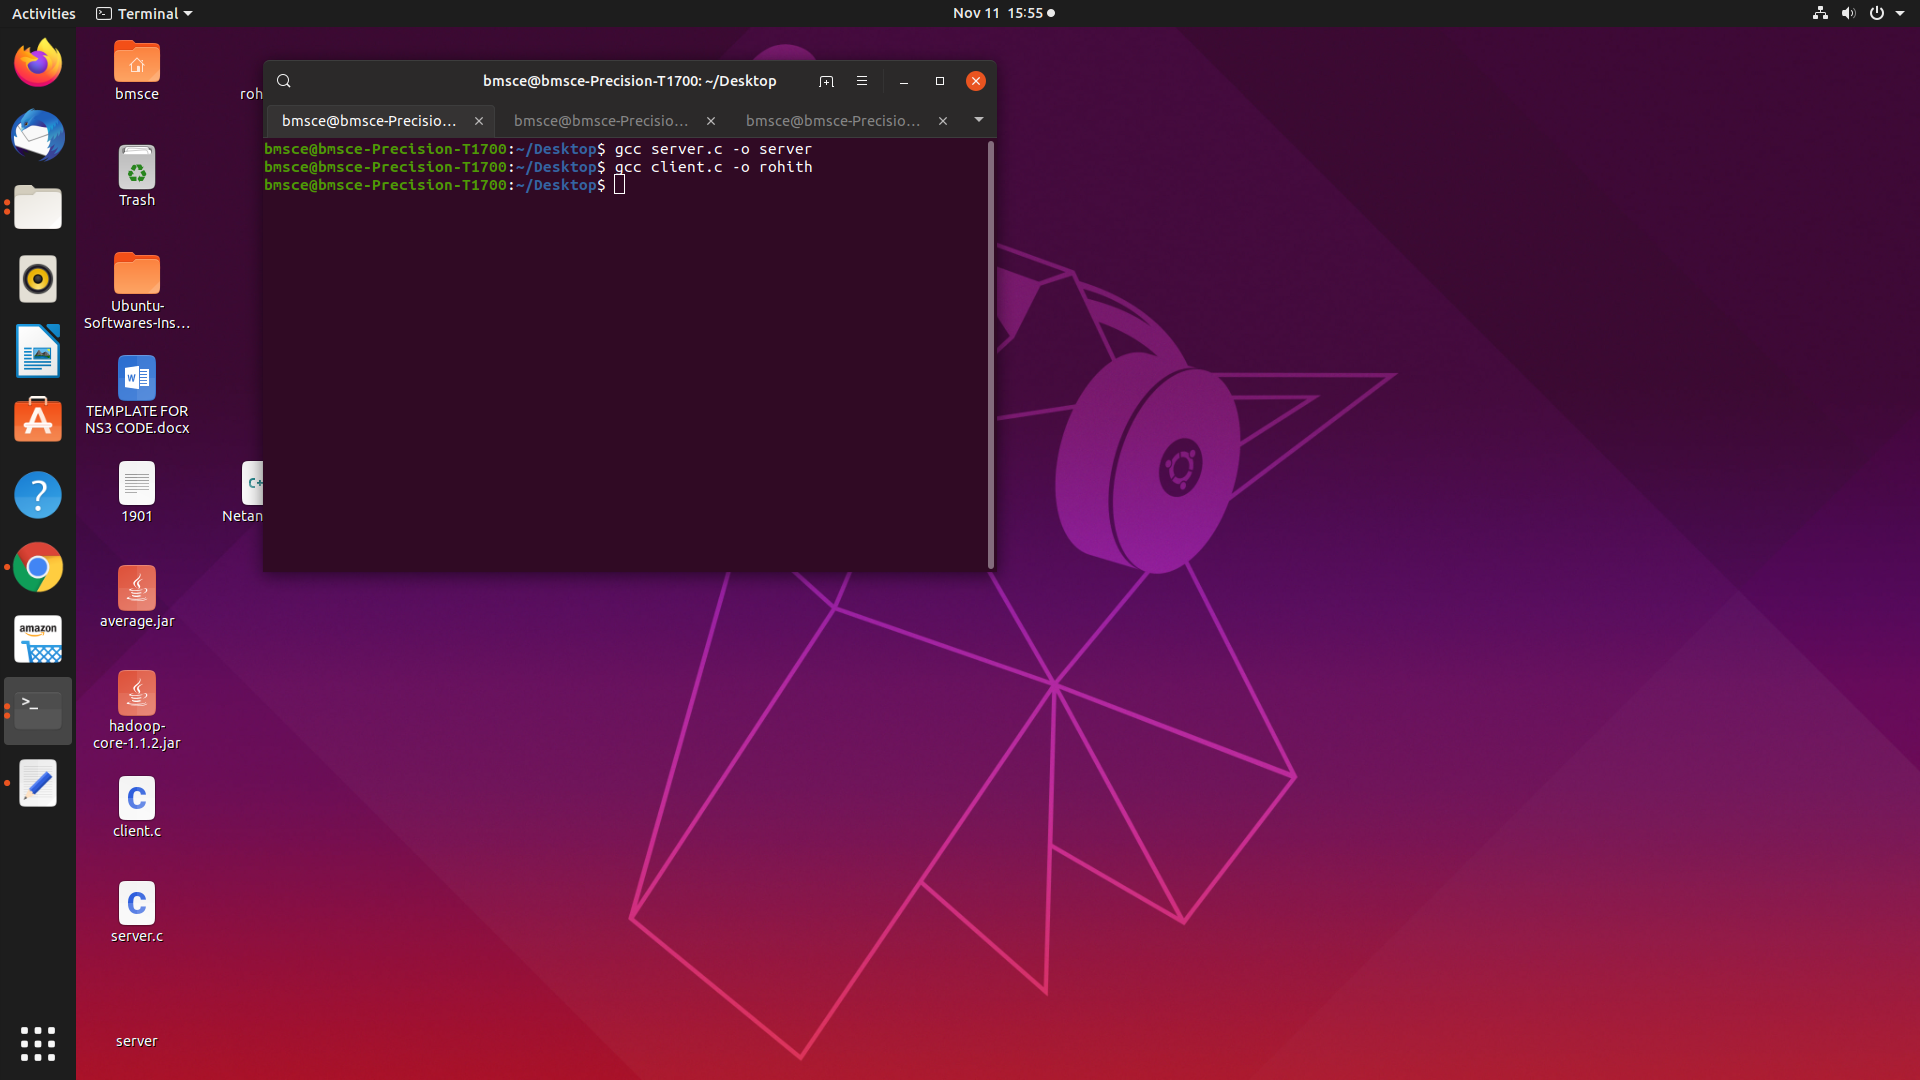 Activities
Terminal
Nov 11 15:55
bmsce
roh
Trash
Ubuntu-
Softwares-Ins…
W
TEMPLATE FOR
NS3 CODE.docx
1901
C+
Netan
average.jar
hadoop-
core-1.1.2.jar
C
client.c
C
server.c
server
?
amazon
>_
bmsce@bmsce-Precision-T1700: ~/Desktop
bmsce@bmsce-Precisio…
bmsce@bmsce-Precisio…
bmsce@bmsce-Precisio…
bmsce@bmsce-Precision-T1700:~/Desktop$ gcc server.c -o server
bmsce@bmsce-Precision-T1700:~/Desktop$ gcc client.c -o rohith
bmsce@bmsce-Precision-T1700:~/Desktop$